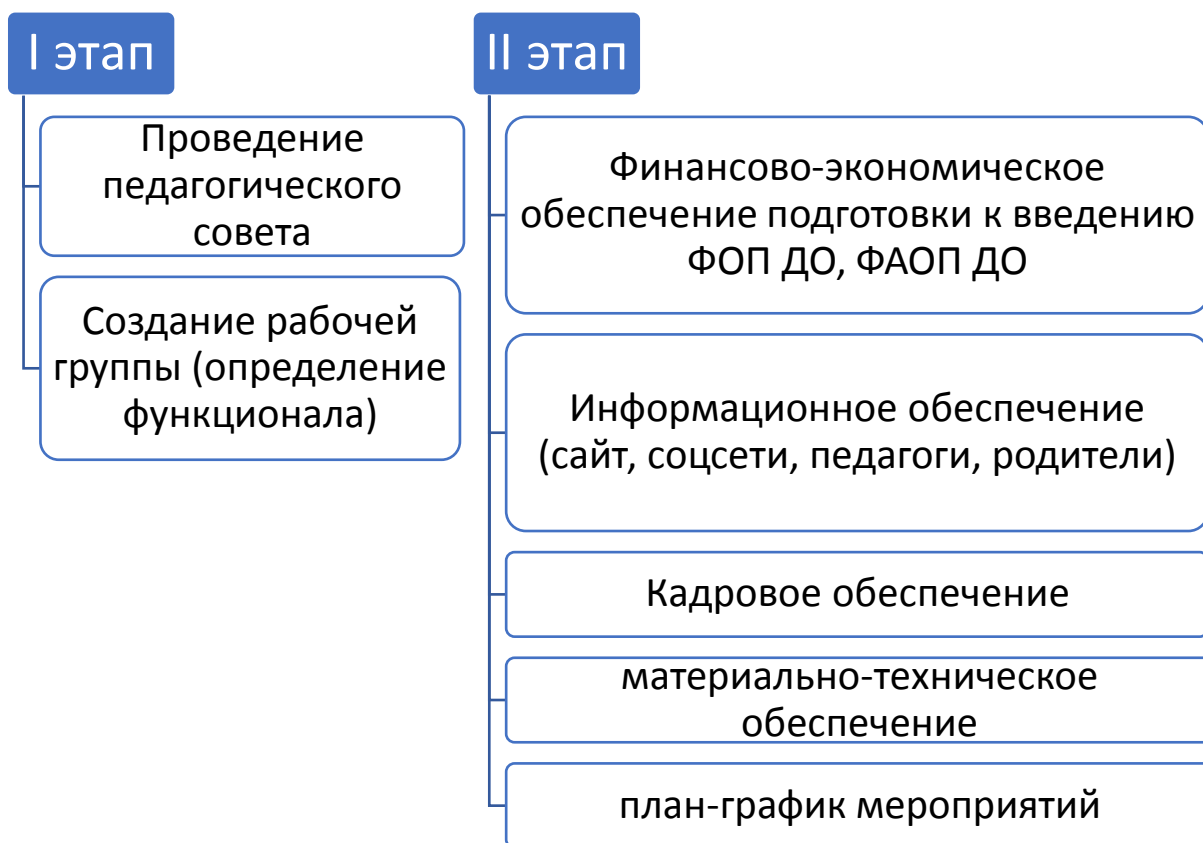 I этап
Проведение
педагогического
совета
Создание рабочей
группы (определение
функционала)
II этап
Финансово-экономическое
обеспечение подготовки к введению
ФОП ДО, ФАОП ДО
Информационное обеспечение
(сайт, соцсети, педагоги, родители)
Кадровое обеспечение
материально-техническое
обеспечение
план-график мероприятий